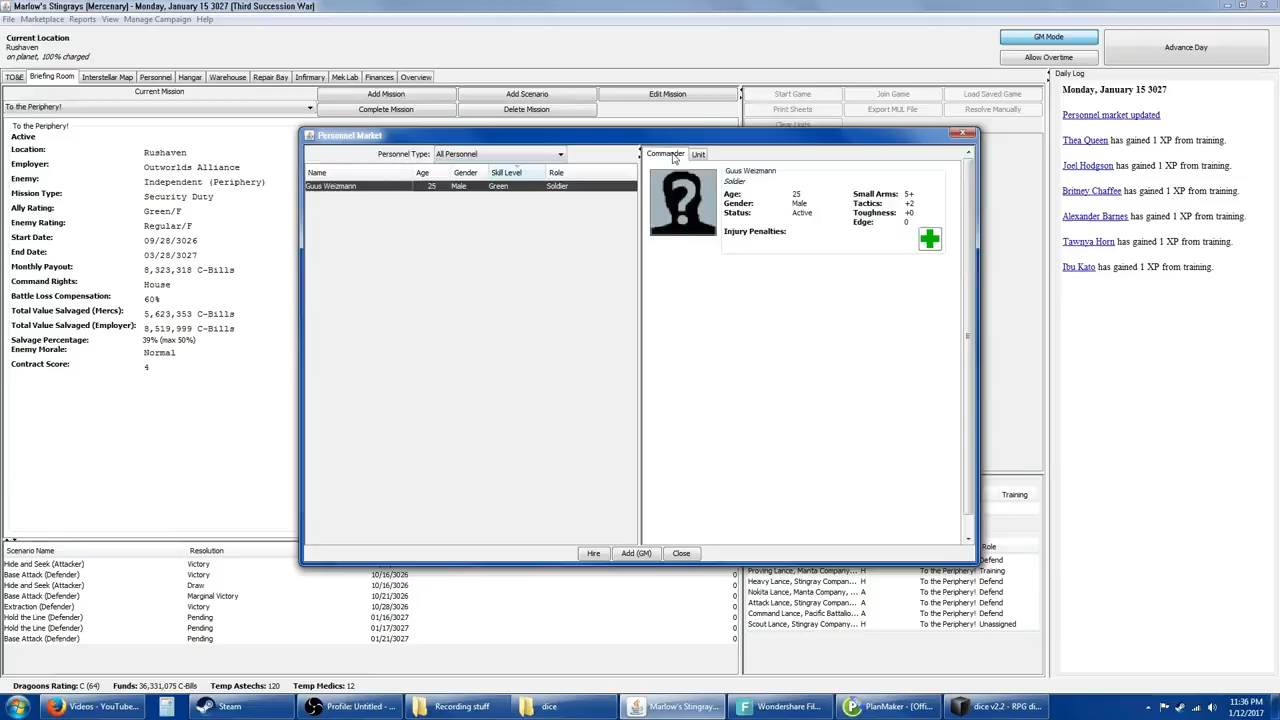 Marlow's Stingrays (Mercenary) - Monday, January 15 3027 (Third Succession War)
File Marketplace Reports View Manage Campaign Help
Current Location
Rushaven
on planet, 100% charged
GM Mode
Allow Overtime
Advance Day
TO&E Briefing Room Interstellar Map Personnel Hangar Warehouse Repair Bay Infirmary Mek Lab Finances Overview
Current Mission
To the Periphery!
Add Mission Add Scenario Edit Mission
Complete Mission Delete Mission
Start Game Join Game Load Saved Game
Print Sheets Export MUL File Resolve Manually
Clear Units
To the Periphery!
Active
Location: Rushaven
Employer: Outworlds Alliance
Enemy: Independent (Periphery)
Mission Type: Security Duty
Ally Rating: Green/F
Enemy Rating: Regular/F
Start Date: 09/28/3026
End Date: 03/28/3027
Monthly Payout: 8,323,318 C-Bills
Command Rights: House
Battle Loss Compensation: 60%
Total Value Salvaged (Mercs): 5,623,353 C-Bills
Total Value Salvaged (Employer): 8,519,999 C-Bills
Salvage Percentage: 39% (max 50%)
Enemy Morale: Normal
Contract Score: 4
Personnel Market
Personnel Type: All Personnel
Name Age Gender Skill Level Role
Guus Weizmann 25 Male Green Soldier
Commander Unit
Guus Weizmann
Soldier
Age: 25 Small Arms: 5+
Gender: Male Tactics: +2
Status: Active Toughness: +0
Edge: 0
Injury Penalties:
Hire Add (GM) Close
Daily Log
Monday, January 15 3027
Personnel market updated
Thea Queen has gained 1 XP from training.
Joel Hodgson has gained 1 XP from training.
Britney Chaffee has gained 1 XP from training.
Alexander Barnes has gained 1 XP from training.
Tawnya Horn has gained 1 XP from training.
Ibu Kato has gained 1 XP from training.
Training
Scenario Name Resolution
Hide and Seek (Attacker) Victory
Base Attack (Defender) Victory 10/16/3026 0
Hide and Seek (Attacker) Draw 10/16/3026 0
Base Attack (Defender) Marginal Victory 10/21/3026 0
Extraction (Defender) Victory 10/28/3026 0
Hold the Line (Defender) Pending 01/16/3027 0
Hold the Line (Defender) Pending 01/17/3027 0
Base Attack (Defender) Pending 01/21/3027 0
Role
Defend
Proving Lance, Manta Company... H To the Periphery! Training
Heavy Lance, Stingray Compan... H To the Periphery! Defend
Nokita Lance, Manta Company, ... A To the Periphery! Defend
Attack Lance, Stingray Compan... A To the Periphery! Defend
Command Lance, Pacific Battalio... A To the Periphery! Defend
Scout Lance, Stingray Company... H To the Periphery! Unassigned
Dragoons Rating: C (64) Funds: 36,331,075 C-Bills Temp Astechs: 120 Temp Medics: 12
Videos - YouTube... Steam Profile: Untitled - ... Recording stuff dice Marlow's Stingrays... Wondershare Fil... PlanMaker - [Offi... dice v2.2 - RPG di...
11:36 PM
1/12/2017